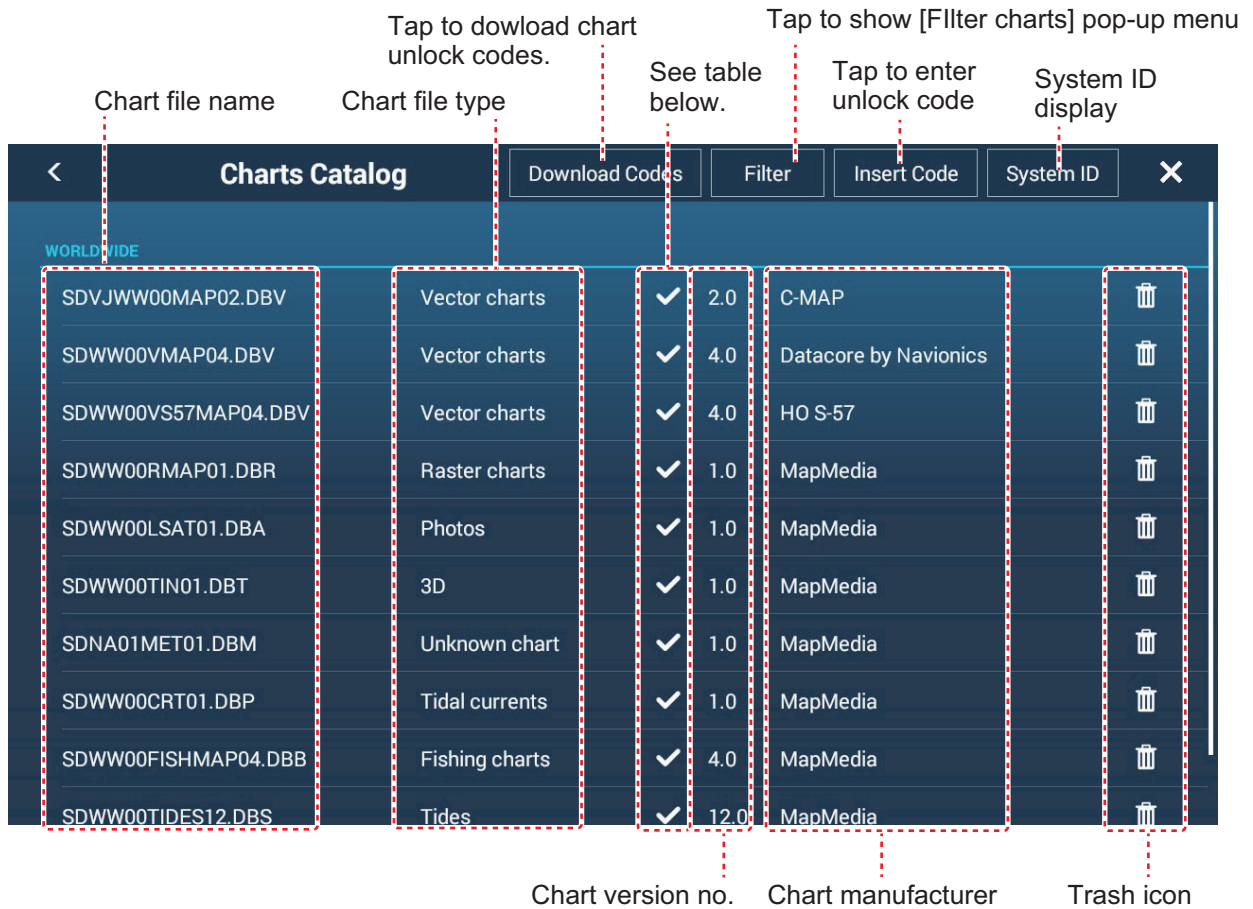 Tap to dowload chart
unlock codes.
Tap to show [FIlter charts] pop-up menu
See table
below.
Tap to enter
unlock code
System ID
display
Chart file name
Chart file type
Charts Catalog
Download Codes
Filter
Insert Code
System ID
WORLDWIDE
SDVJWW00MAP02.DBV Vector charts 2.0 C-MAP
SDWW00VMAP04.DBV Vector charts 4.0 Datacore by Navionics
SDWW00VS57MAP04.DBV Vector charts 4.0 HO S-57
SDWW00RMAP01.DBR Raster charts 1.0 MapMedia
SDWW00LSAT01.DBA Photos 1.0 MapMedia
SDWW00TIN01.DBT 3D 1.0 MapMedia
SDNA01MET01.DBM Unknown chart 1.0 MapMedia
SDWW00CRT01.DBP Tidal currents 1.0 MapMedia
SDWW00FISHMAP04.DBB Fishing charts 4.0 MapMedia
SDWW00TIDES12.DBS Tides 12.0 MapMedia
Chart version no.
Chart manufacturer
Trash icon